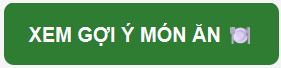 XEM GỢI Ý MÓN ĂN 🍽️